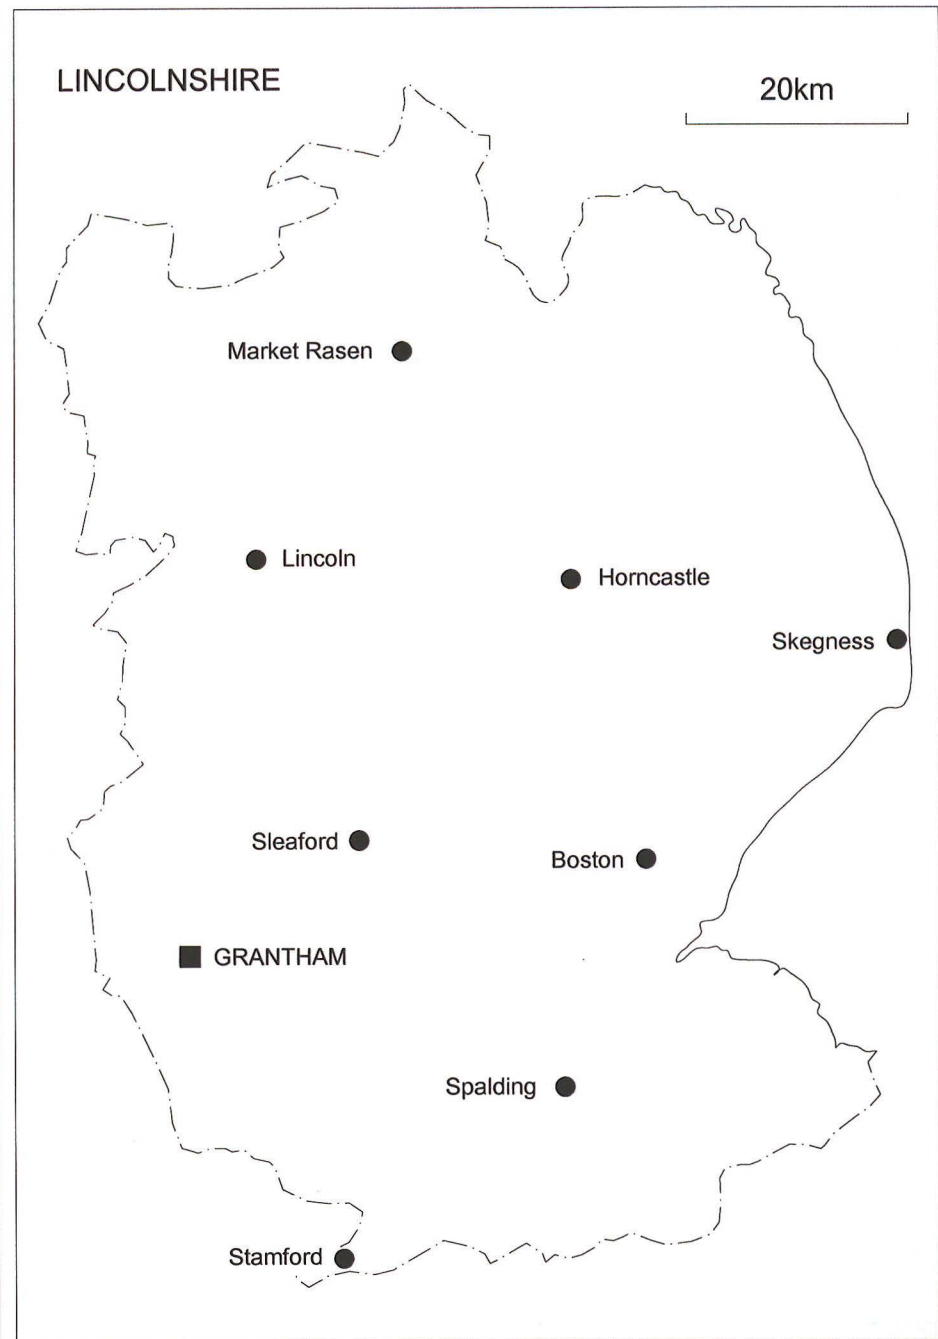 LINCOLNSHIRE
20km
Market Rasen
Lincoln
Horncastle
Skegness
Sleaford
Boston
GRANTHAM
Spalding
Stamford